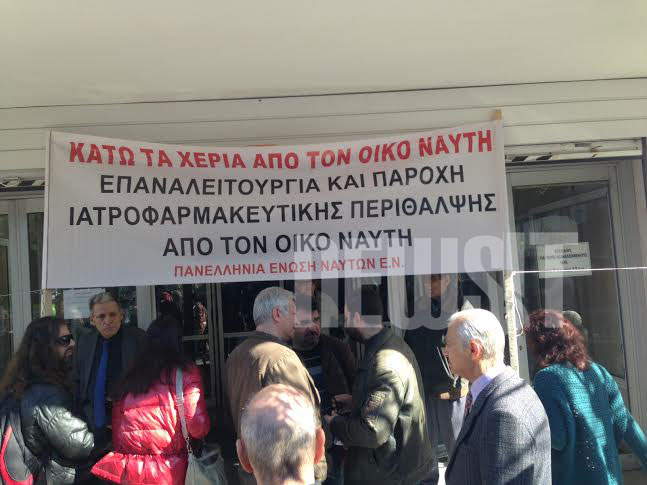 ΚΑΤΩ ΤΑ ΧΕΡΙΑ ΑΠΟ ΤΟΝ ΟΙΚΟ ΝΑΥΤΗ
ΕΠΑΝΑΛΕΙΤΟΥΡΓΙΑ ΚΑΙ ΠΑΡΟΧΗ
ΙΑΤΡΟΦΑΡΜΑΚΕΥΤΙΚΗΣ ΠΕΡΙΘΑΛΨΗΣ
ΑΠΟ ΤΟΝ ΟΙΚΟ ΝΑΥΤΗ
ΠΑΝΕΛΛΗΝΙΑ ΕΝΩΣΗ ΝΑΥΤΩΝ Ε.Ν.
NEWSIT